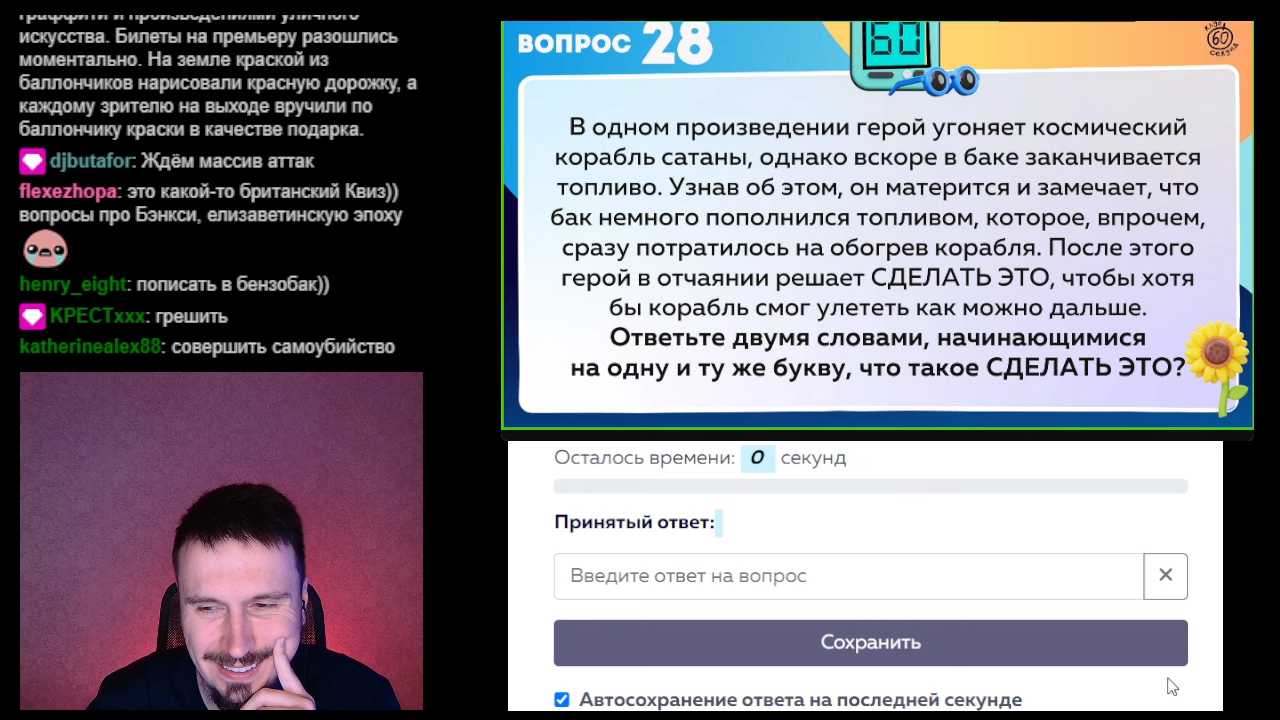 граффити и произведениями уличного
искусства. Билеты на премьеру разошлись
моментально. На земле краской из
баллончиков нарисовали красную дорожку, а
каждому зрителю на выходе вручили по
баллончику краски в качестве подарка.
djbutafor: Ждём массив аттак
flexezhopa: это какой-то британский Квиз))
вопросы про Бэнкси, елизаветинскую эпоху
henry_eight: пописать в бензобак))
КРЕСТxxx: грешить
katherinealex88: совершить самоубийство
ВОПРОС 28
60
КЛУБ
60
СЕКУНД
В одном произведении герой угоняет космический
корабль сатаны, однако вскоре в баке заканчивается
топливо. Узнав об этом, он матерится и замечает, что
бак немного пополнился топливом, которое, впрочем,
сразу потратилось на обогрев корабля. После этого
герой в отчаянии решает СДЕЛАТЬ ЭТО, чтобы хотя
бы корабль смог улететь как можно дальше.
Ответьте двумя словами, начинающимися
на одну и ту же букву, что такое СДЕЛАТЬ ЭТО?
Осталось времени: 0 секунд
Принятый ответ:
Введите ответ на вопрос
×
Сохранить
Автосохранение ответа на последней секунде